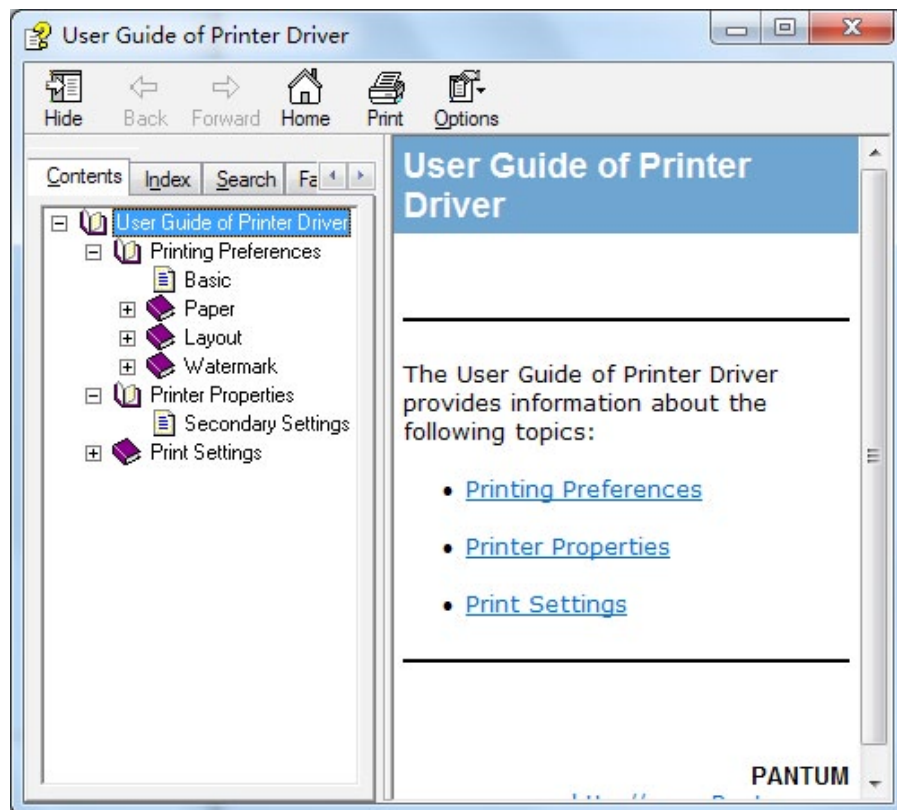 User Guide of Printer Driver
Hide Back Forward Home Print Options
Contents Index Search
User Guide of Printer Driver
Printing Preferences
Basic
Paper
Layout
Watermark
Printer Properties
Secondary Settings
Print Settings
User Guide of Printer
Driver
The User Guide of Printer Driver
provides information about the
following topics:
• Printing Preferences
• Printer Properties
• Print Settings
PANTUM